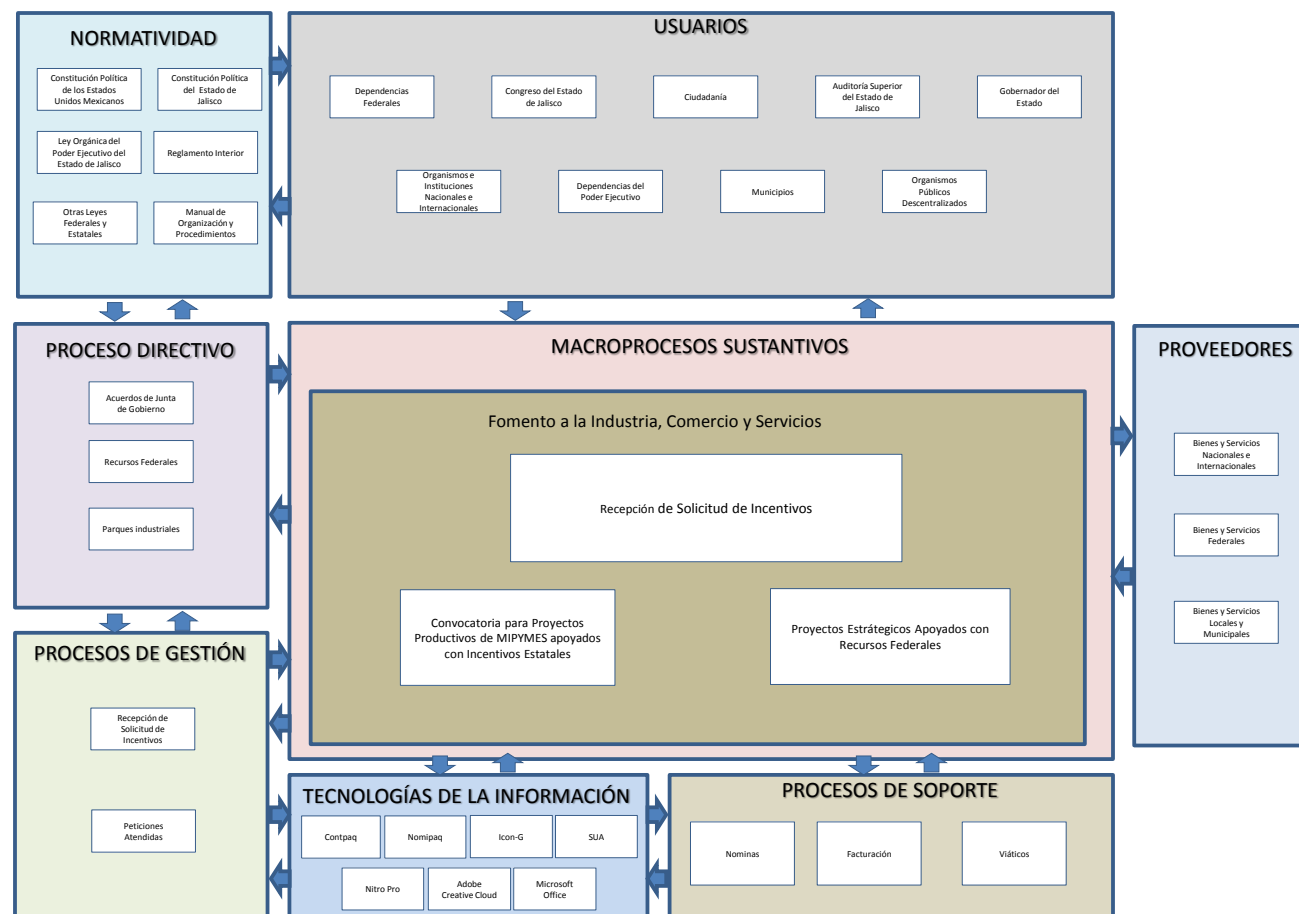 NORMATIVIDAD
Constitución Política
de los Estados
Unidos Mexicanos
Constitución Política
del Estado de
Jalisco
Ley Orgánica del
Poder Ejecutivo del
Estado de Jalisco
Reglamento Interior
Otras Leyes
Federales y
Estatales
Manual de
Organización y
Procedimientos
USUARIOS
Dependencias
Federales
Congreso del Estado
de Jalisco
Ciudadanía
Auditoría Superior
del Estado de
Jalisco
Gobernador del
Estado
Organismos e
Instituciones
Nacionales e
Internacionales
Dependencias del
Poder Ejecutivo
Municipios
Organismos
Públicos
Descentralizados
PROCESO DIRECTIVO
Acuerdos de Junta
de Gobierno
Recursos Federales
Parques industriales
MACROPROCESOS SUSTANTIVOS
Fomento a la Industria, Comercio y Servicios
Recepción de Solicitud de Incentivos
Convocatoria para Proyectos
Productivos de MIPYMES apoyados
con Incentivos Estatales
Proyectos Estrátegicos Apoyados con
Recursos Federales
PROVEEDORES
Bienes y Servicios
Nacionales e
Internacionales
Bienes y Servicios
Federales
Bienes y Servicios
Locales y
Municipales
PROCESOS DE GESTIÓN
Recepción de
Solicitud de
Incentivos
Peticiones
Atendidas
TECNOLOGÍAS DE LA INFORMACIÓN
Contpaq
Nomipaq
Icon-G
SUA
Nitro Pro
Adobe
Creative Cloud
Microsoft
Office
PROCESOS DE SOPORTE
Nominas
Facturación
Viáticos